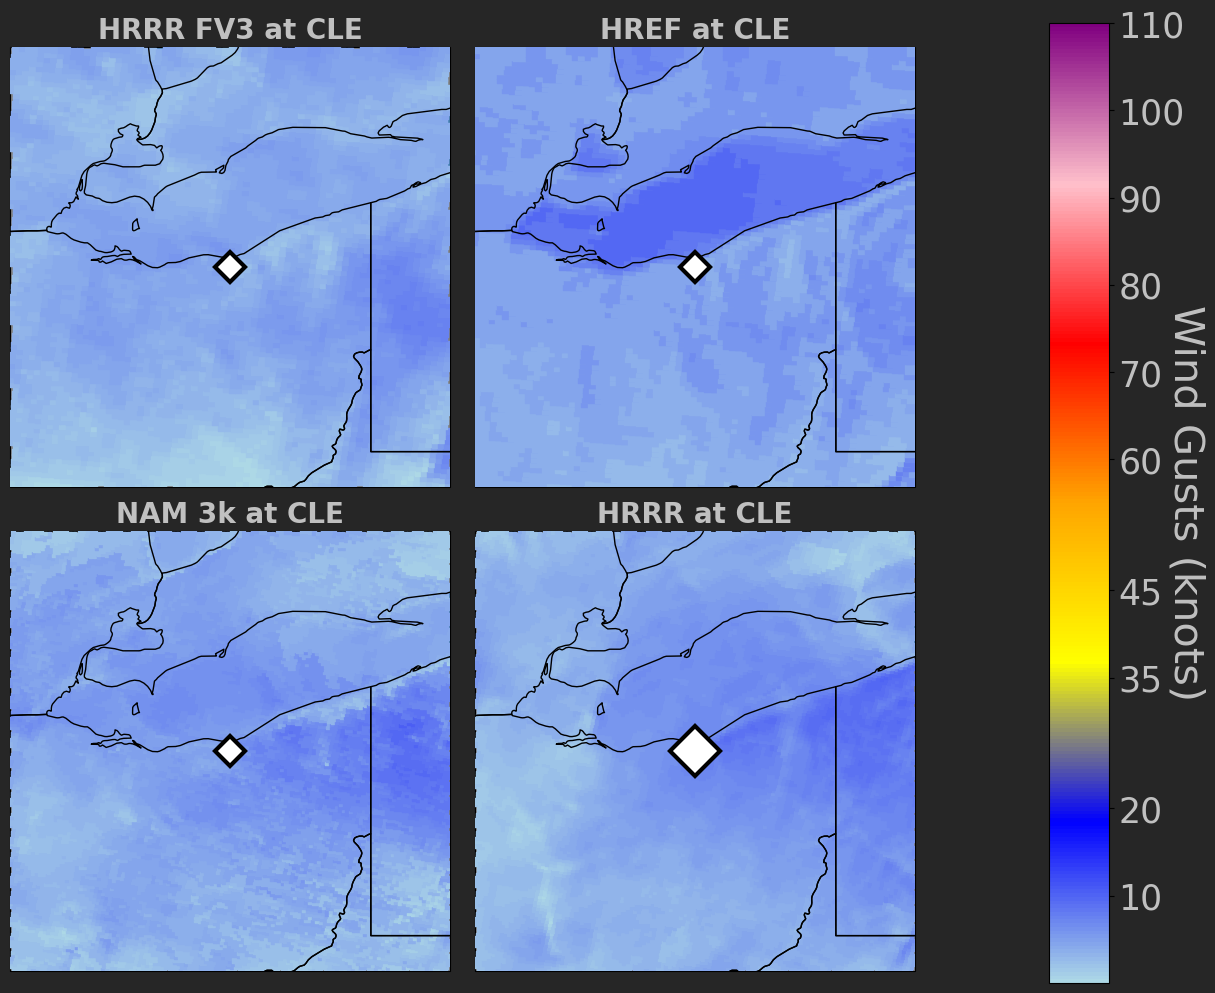 HRRR FV3 at CLE
HREF at CLE
NAM 3k at CLE
HRRR at CLE
110
100
90
80
70
60
45
35
20
10
Wind Gusts (knots)